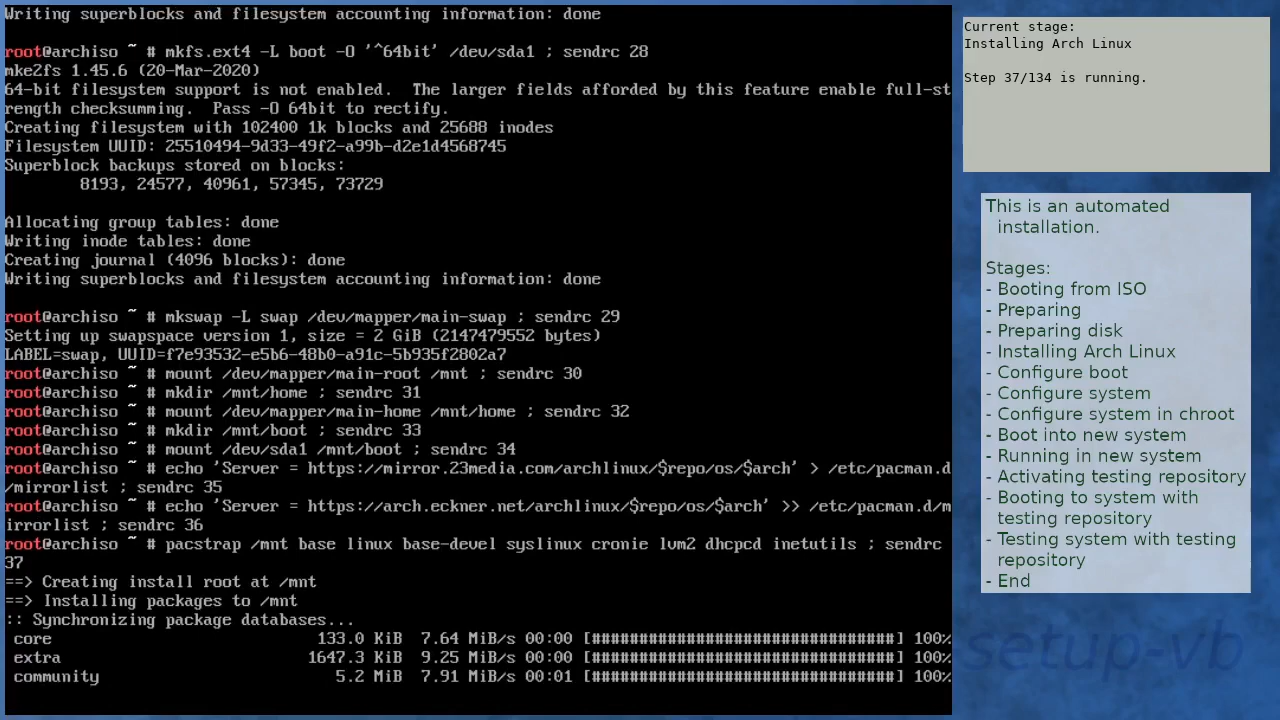 Writing superblocks and filesystem accounting information: done
root@archiso ~ # mkfs.ext4 -L boot -O '^64bit' /dev/sda1 ; sendrc 28
mke2fs 1.45.6 (20-Mar-2020)
64-bit filesystem support is not enabled.  The larger fields afforded by this feature enable full-st
rength checksumming.  Pass -O 64bit to rectify.
Creating filesystem with 102400 1k blocks and 25688 inodes
Filesystem UUID: 25510494-9d33-49f2-a99b-d2e1d4568745
Superblock backups stored on blocks:
8193, 24577, 40961, 57345, 73729
Allocating group tables: done
Writing inode tables: done
Creating journal (4096 blocks): done
Writing superblocks and filesystem accounting information: done
root@archiso ~ # mkswap -L swap /dev/mapper/main-swap ; sendrc 29
Setting up swapspace version 1, size = 2 GiB (2147479552 bytes)
LABEL=swap, UUID=f7e93532-e5b6-48b0-a91c-5b935f2802a7
root@archiso ~ # mount /dev/mapper/main-root /mnt ; sendrc 30
root@archiso ~ # mkdir /mnt/home ; sendrc 31
root@archiso ~ # mount /dev/mapper/main-home /mnt/home ; sendrc 32
root@archiso ~ # mkdir /mnt/boot ; sendrc 33
root@archiso ~ # mount /dev/sda1 /mnt/boot ; sendrc 34
root@archiso ~ # echo 'Server = https://mirror.23media.com/archlinux/$repo/os/$arch' > /etc/pacman.d
/mirrorlist ; sendrc 35
root@archiso ~ # echo 'Server = https://arch.eckner.net/archlinux/$repo/os/$arch' >> /etc/pacman.d/m
irrorlist ; sendrc 36
root@archiso ~ # pacstrap /mnt base linux base-devel syslinux cronie lvm2 dhcpcd inetutils ; sendrc
37
==> Creating install root at /mnt
==> Installing packages to /mnt
:: Synchronizing package databases...
core 133.0 KiB 7.64 MiB/s 00:00 [################################] 100%
extra 1647.3 KiB 9.25 MiB/s 00:00 [################################] 100%
community 5.2 MiB 7.91 MiB/s 00:01 [################################] 100%
Current stage:
Installing Arch Linux
Step 37/134 is running.
This is an automated
installation.
Stages:
- Booting from ISO
- Preparing
- Preparing disk
- Installing Arch Linux
- Configure boot
- Configure system
- Configure system in chroot
- Boot into new system
- Running in new system
- Activating testing repository
- Booting to system with
testing repository
- Testing system with testing
repository
- End
setup-vb